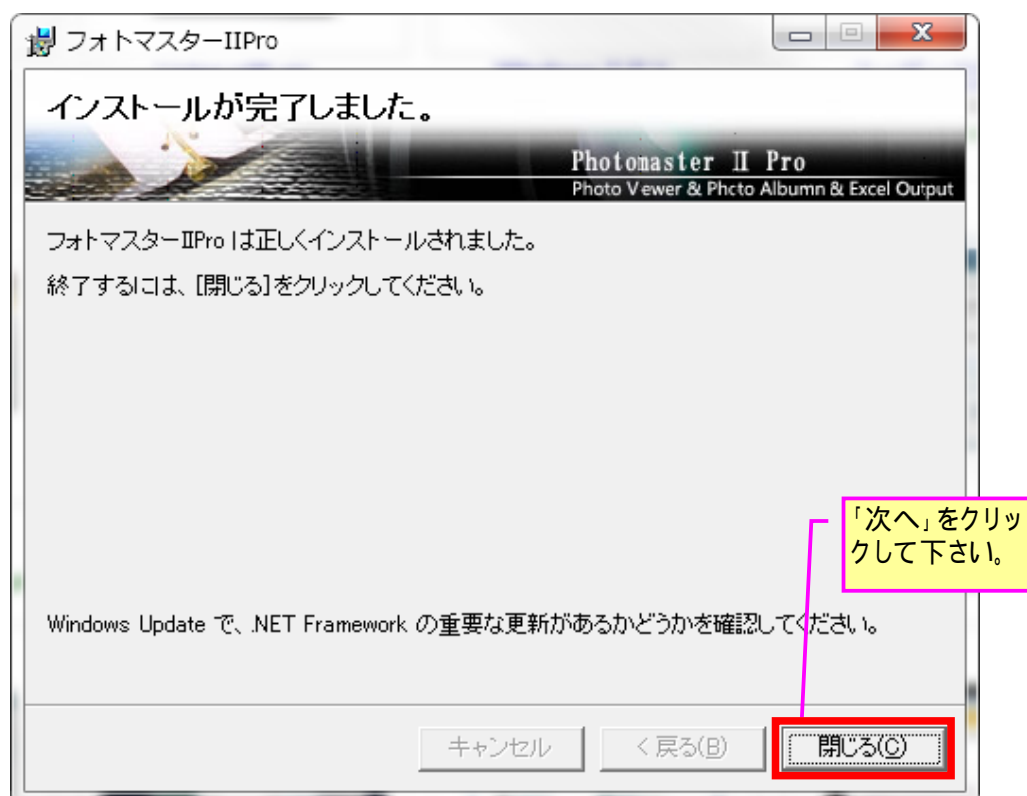 フォトマスターIIPro
インストールが完了しました。
Photomaster Ⅱ Pro
Photo Vewer & Phcto Albumn & Excel Output
フォトマスターⅡPro は正しくインストールされました。
終了するには、[閉じる]をクリックしてください。
「次へ」をクリッ
クして下さい。
Windows Update で、.NET Framework の重要な更新があるかどうかを確認してください。
キャンセル
< 戻る(B)
閉じる(C)